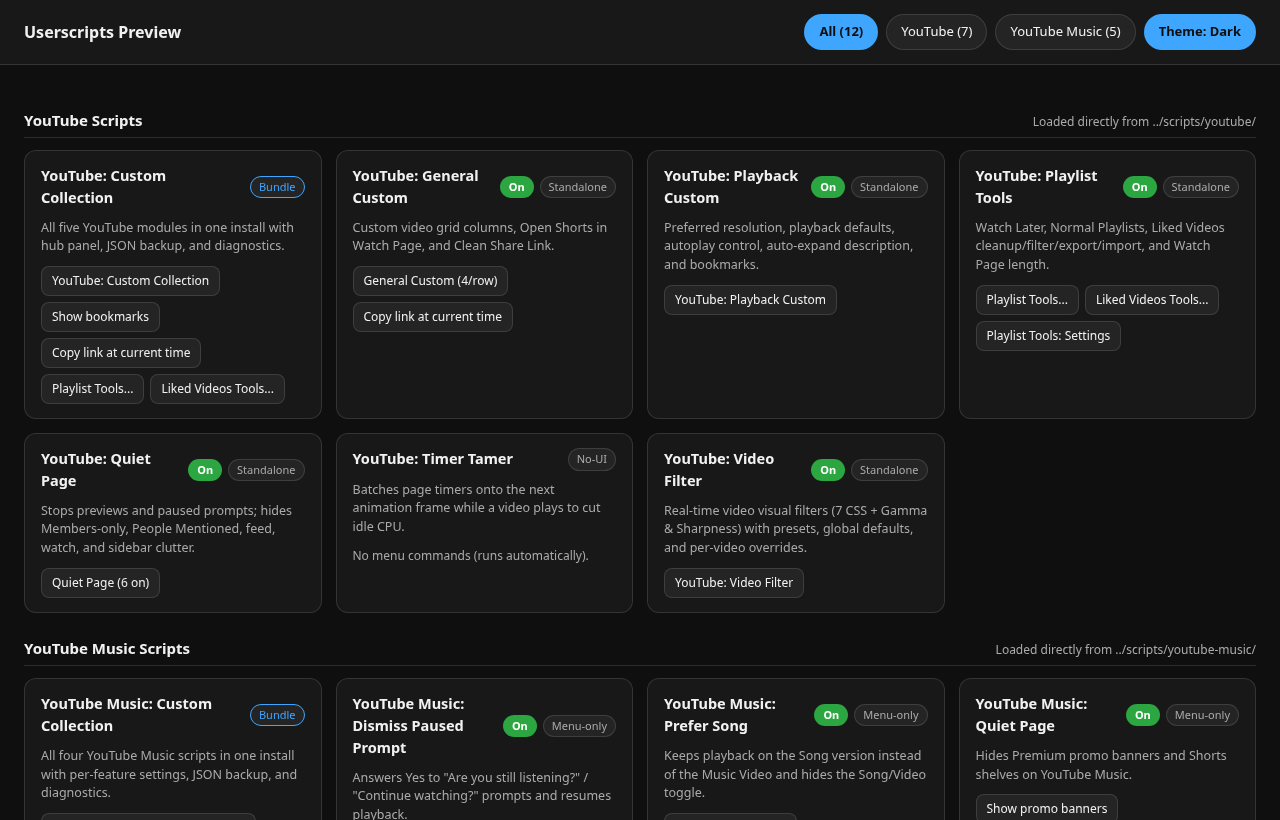 Userscripts Preview
All (12)
YouTube (7)
YouTube Music (5)
Theme: Dark
YouTube Scripts
Loaded directly from ../scripts/youtube/
YouTube: Custom
Collection
Bundle
All five YouTube modules in one install with
hub panel, JSON backup, and diagnostics.
YouTube: Custom Collection
Show bookmarks
Copy link at current time
Playlist Tools...
Liked Videos Tools...
YouTube: General
Custom
On
Standalone
Custom video grid columns, Open Shorts in
Watch Page, and Clean Share Link.
General Custom (4/row)
Copy link at current time
YouTube: Playback
Custom
On
Standalone
Preferred resolution, playback defaults,
autoplay control, auto-expand description,
and bookmarks.
YouTube: Playback Custom
YouTube: Playlist
Tools
On
Standalone
Watch Later, Normal Playlists, Liked Videos
cleanup/filter/export/import, and Watch
Page length.
Playlist Tools...
Liked Videos Tools...
Playlist Tools: Settings
YouTube: Quiet
Page
On
Standalone
Stops previews and paused prompts; hides
Members-only, People Mentioned, feed,
watch, and sidebar clutter.
Quiet Page (6 on)
YouTube: Timer Tamer
No-UI
Batches page timers onto the next
animation frame while a video plays to cut
idle CPU.
No menu commands (runs automatically).
YouTube: Video
Filter
On
Standalone
Real-time video visual filters (7 CSS + Gamma
& Sharpness) with presets, global defaults,
and per-video overrides.
YouTube: Video Filter
YouTube Music Scripts
Loaded directly from ../scripts/youtube-music/
YouTube Music: Custom
Collection
Bundle
All four YouTube Music scripts in one install
with per-feature settings, JSON backup, and
diagnostics.
YouTube Music:
Dismiss Paused
Prompt
On
Menu-only
Answers Yes to "Are you still listening?" /
"Continue watching?" prompts and resumes
playback.
YouTube Music:
Prefer Song
On
Menu-only
Keeps playback on the Song version instead
of the Music Video and hides the Song/Video
toggle.
YouTube Music:
Quiet Page
On
Menu-only
Hides Premium promo banners and Shorts
shelves on YouTube Music.
Show promo banners